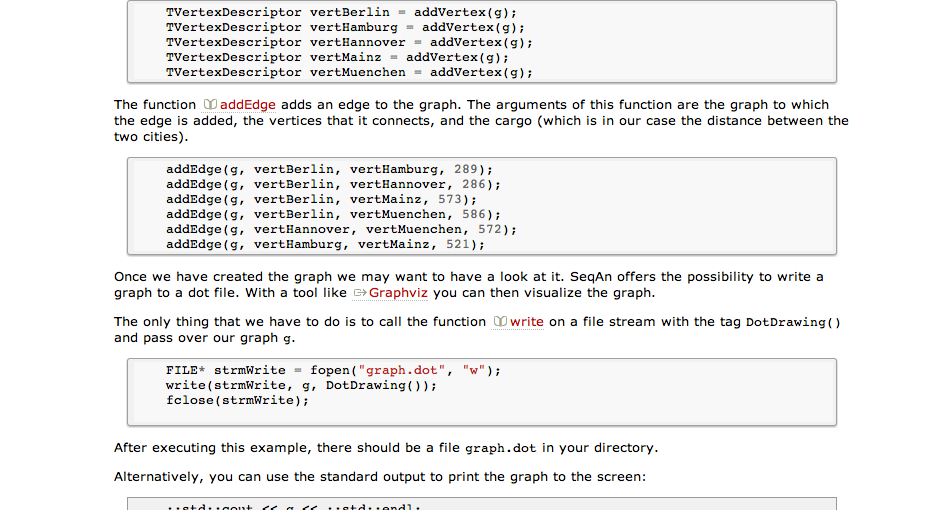 TVertexDescriptor vertBerlin = addVertex(g);
TVertexDescriptor vertHamburg = addVertex(g);
TVertexDescriptor vertHannover = addVertex(g);
TVertexDescriptor vertMainz = addVertex(g);
TVertexDescriptor vertMuenchen = addVertex(g);
The function addEdge adds an edge to the graph. The arguments of this function are the graph to which
the edge is added, the vertices that it connects, and the cargo (which is in our case the distance between the
two cities).
addEdge(g, vertBerlin, vertHamburg, 289);
addEdge(g, vertBerlin, vertHannover, 286);
addEdge(g, vertBerlin, vertMainz, 573);
addEdge(g, vertBerlin, vertMuenchen, 586);
addEdge(g, vertHannover, vertMuenchen, 572);
addEdge(g, vertHamburg, vertMainz, 521);
Once we have created the graph we may want to have a look at it. SeqAn offers the possibility to write a
graph to a dot file. With a tool like Graphviz you can then visualize the graph.
The only thing that we have to do is to call the function write on a file stream with the tag DotDrawing()
and pass over our graph g.
FILE* strmWrite = fopen("graph.dot", "w");
write(strmWrite, g, DotDrawing());
fclose(strmWrite);
After executing this example, there should be a file graph.dot in your directory.
Alternatively, you can use the standard output to print the graph to the screen:
::std::cout << g << ::std::endl;